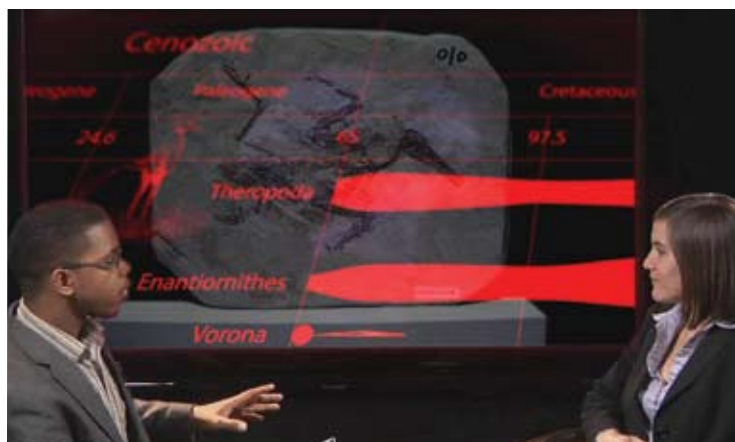 Cenozoic
%
Paleogene Cretaceous
24.6 65 97.5
Theropoda
Enantiornithes
Vorona